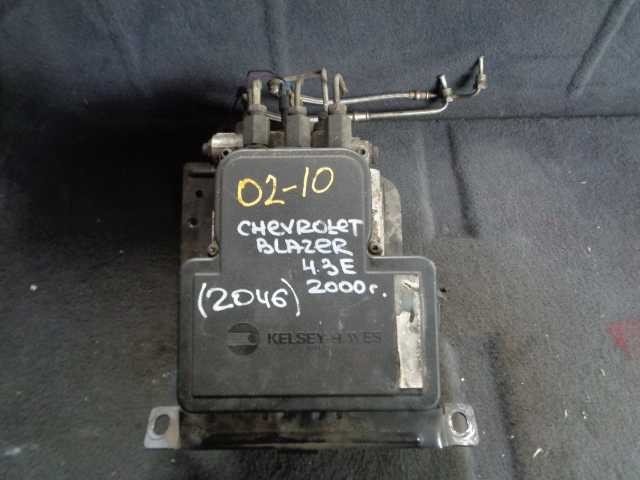 02-10
CHEVROLET
BLAZER
4.3E
2000г.
(2046)
KELSEY-HAYES